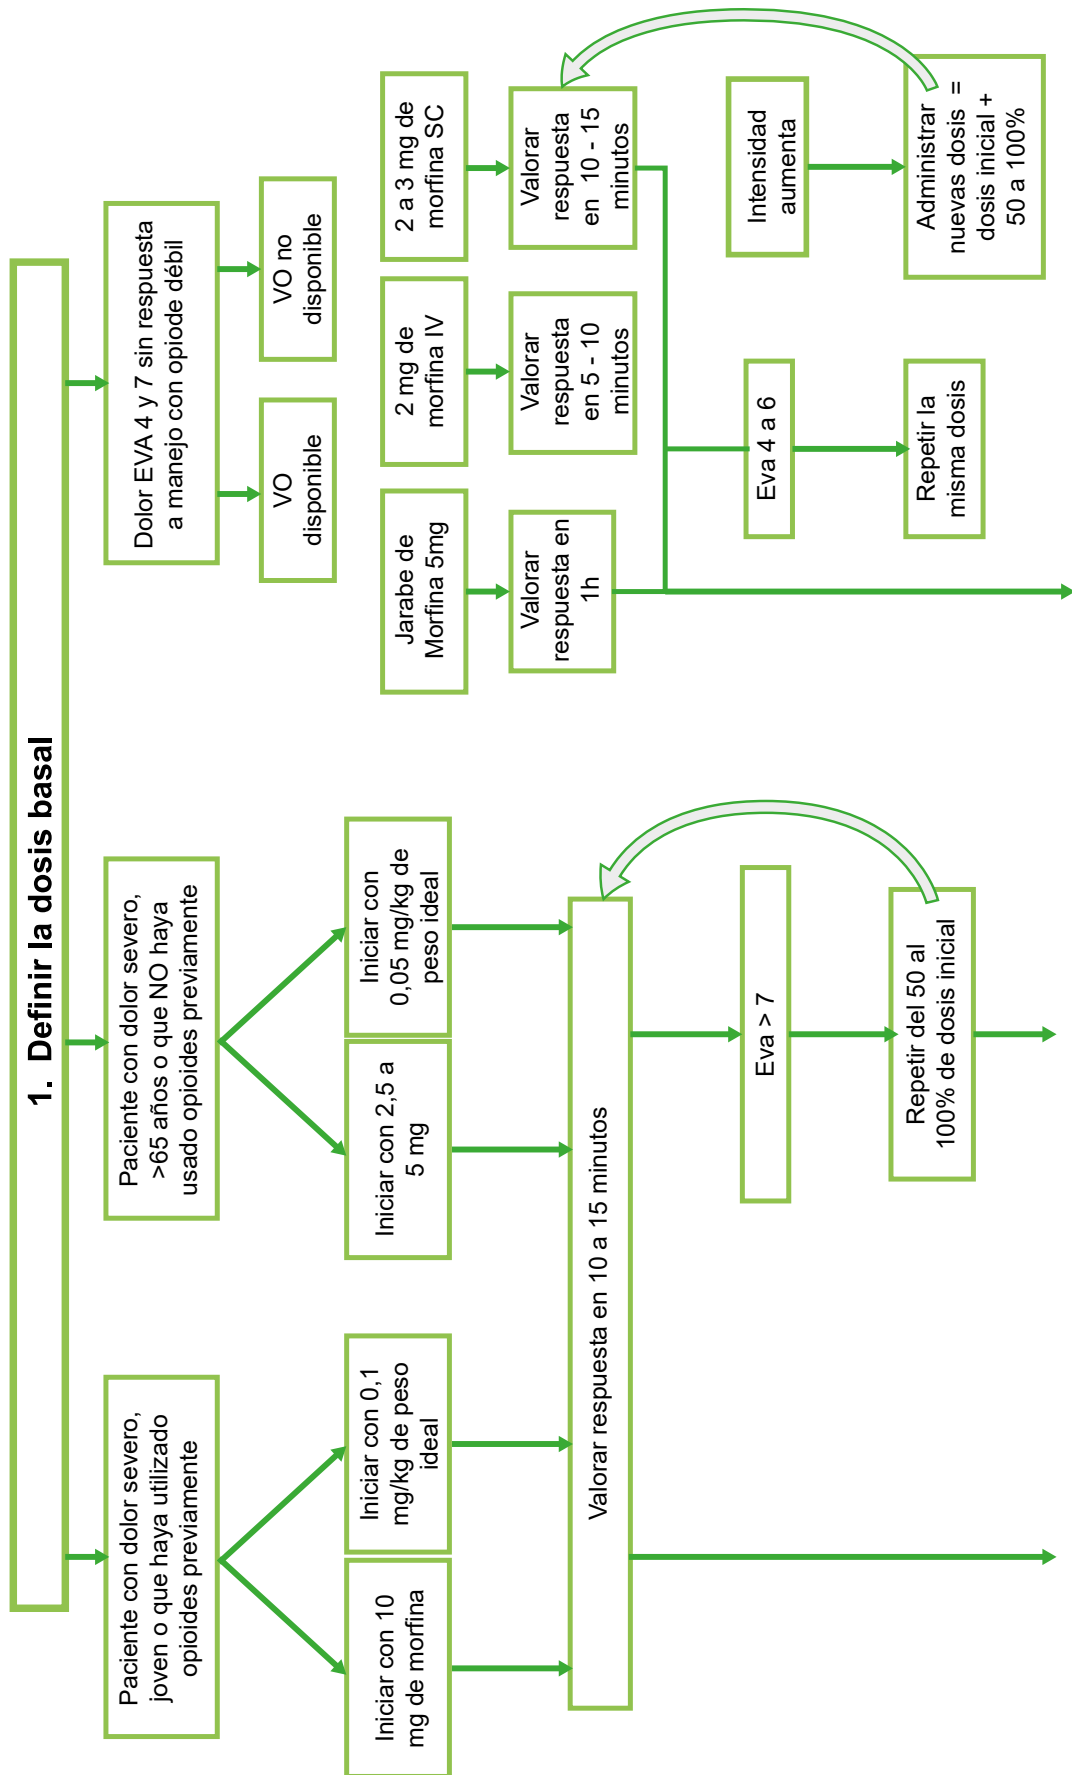 1. Definir la dosis basal
Paciente con dolor severo,
joven o que haya utilizado
opioides previamente
Paciente con dolor severo,
>65 años o que NO haya
usado opioides previamente
Dolor EVA 4 y 7 sin respuesta
a manejo con opiode débil
VO
disponible
VO no
disponible
Iniciar con 10
mg de morfina
Iniciar con 0,1
mg/kg de peso
ideal
Iniciar con 2,5 a
5 mg
Iniciar con
0,05 mg/kg de
peso ideal
Jarabe de
Morfina 5mg
2 mg de
morfina IV
2 a 3 mg de
morfina SC
Valorar respuesta en 10 a 15 minutos
Valorar
respuesta en
1h
Valorar
respuesta
en 5 - 10
minutos
Valorar
respuesta
en 10 - 15
minutos
Eva > 7
Eva 4 a 6
Intensidad
aumenta
Repetir del 50 al
100% de dosis inicial
Repetir la
misma dosis
Administrar
nuevas dosis =
dosis inicial +
50 a 100%